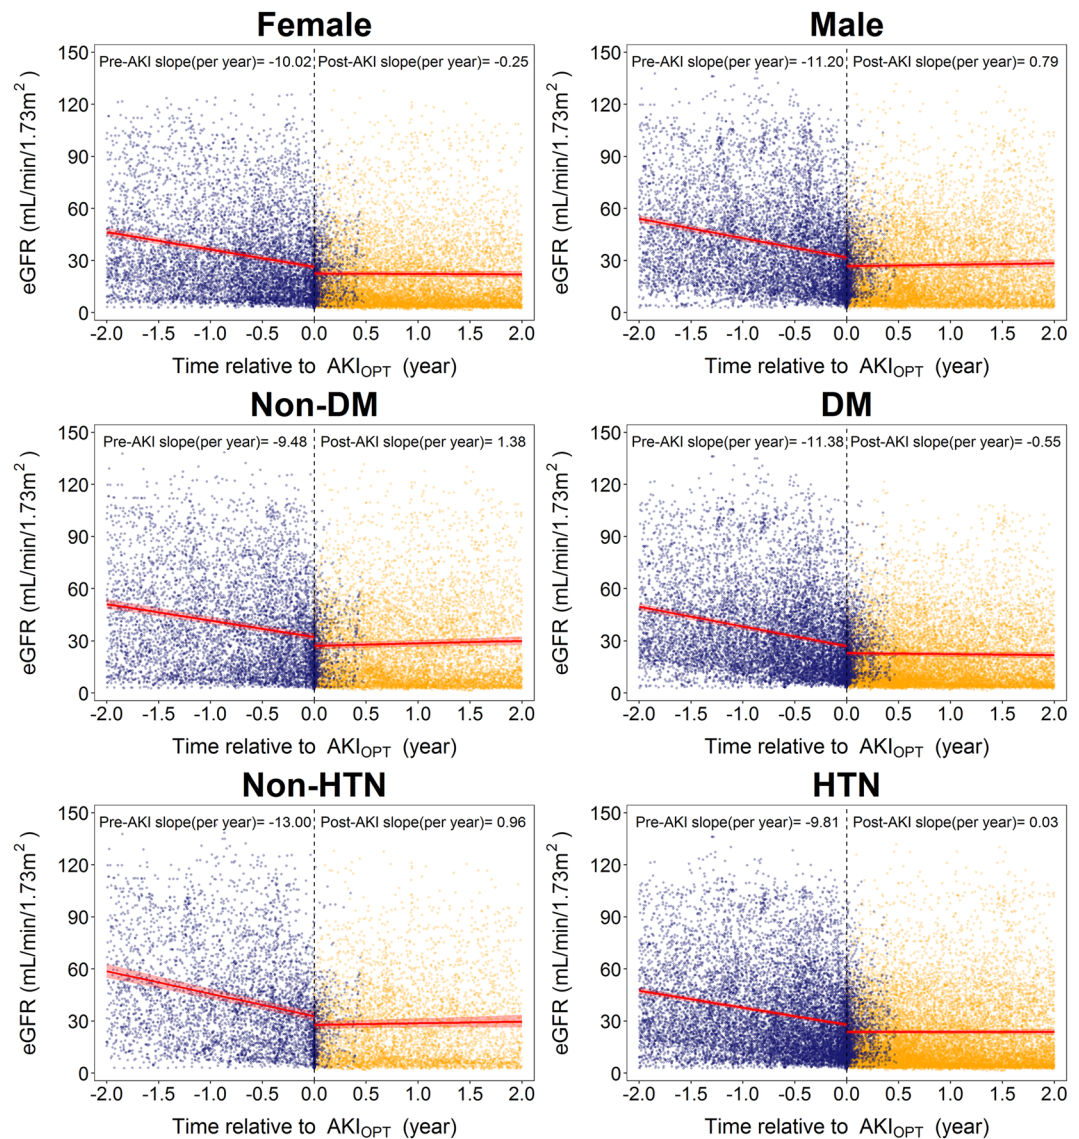 Female
Pre-AKI slope(per year)= -10.02 Post-AKI slope(per year)= -0.25
eGFR (mL/min/1.73m²)
150
120
90
60
30
0
-2.0 -1.5 -1.0 -0.5 0.0 0.5 1.0 1.5 2.0
Time relative to AKI_OPT (year)
Male
Pre-AKI slope(per year)= -11.20 Post-AKI slope(per year)= 0.79
eGFR (mL/min/1.73m²)
150
120
90
60
30
0
-2.0 -1.5 -1.0 -0.5 0.0 0.5 1.0 1.5 2.0
Time relative to AKI_OPT (year)
Non-DM
Pre-AKI slope(per year)= -9.48 Post-AKI slope(per year)= 1.38
eGFR (mL/min/1.73m²)
150
120
90
60
30
0
-2.0 -1.5 -1.0 -0.5 0.0 0.5 1.0 1.5 2.0
Time relative to AKI_OPT (year)
DM
Pre-AKI slope(per year)= -11.38 Post-AKI slope(per year)= -0.55
eGFR (mL/min/1.73m²)
150
120
90
60
30
0
-2.0 -1.5 -1.0 -0.5 0.0 0.5 1.0 1.5 2.0
Time relative to AKI_OPT (year)
Non-HTN
Pre-AKI slope(per year)= -13.00 Post-AKI slope(per year)= 0.96
eGFR (mL/min/1.73m²)
150
120
90
60
30
0
-2.0 -1.5 -1.0 -0.5 0.0 0.5 1.0 1.5 2.0
Time relative to AKI_OPT (year)
HTN
Pre-AKI slope(per year)= -9.81 Post-AKI slope(per year)= 0.03
eGFR (mL/min/1.73m²)
150
120
90
60
30
0
-2.0 -1.5 -1.0 -0.5 0.0 0.5 1.0 1.5 2.0
Time relative to AKI_OPT (year)